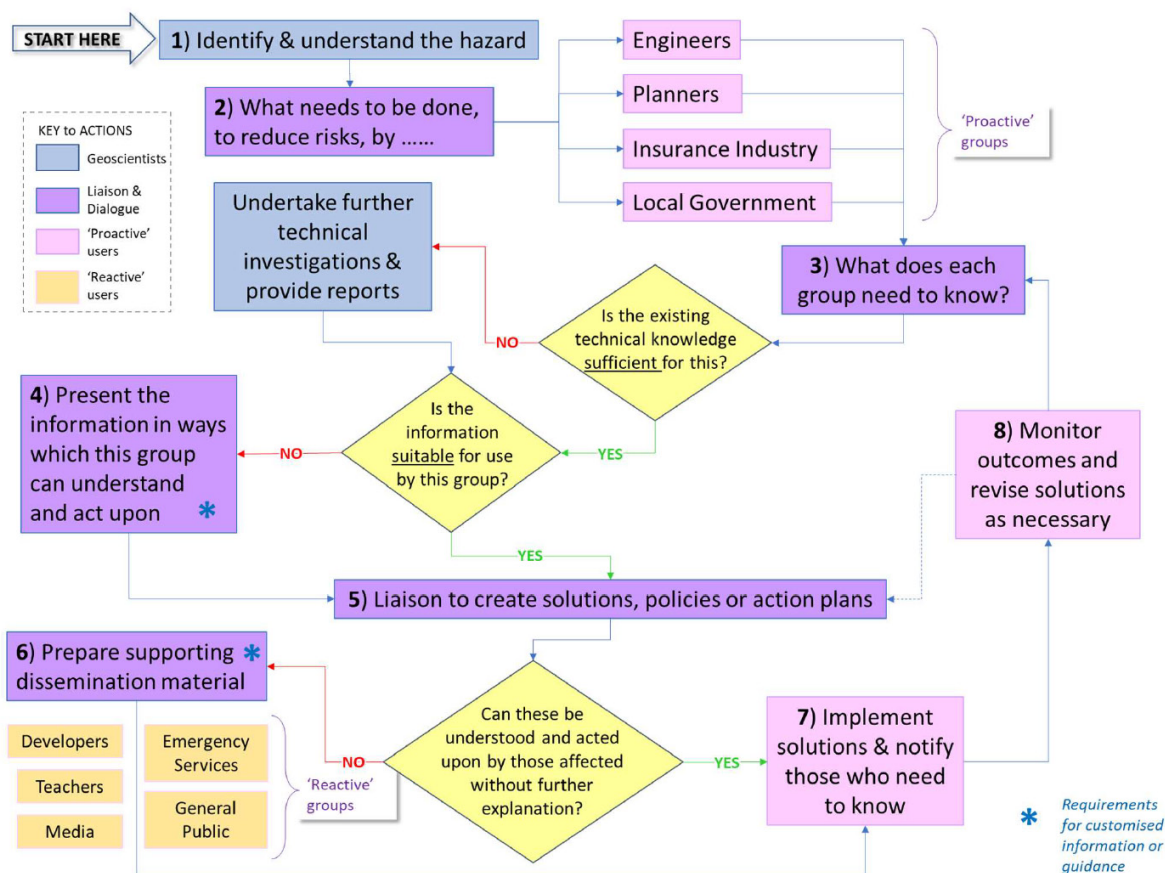 START HERE
1) Identify & understand the hazard
2) What needs to be done,
to reduce risks, by ......
Engineers
Planners
Insurance Industry
Local Government
‘Proactive’
groups
KEY to ACTIONS
Geoscientists
Liaison &
Dialogue
‘Proactive’
users
‘Reactive’
users
Undertake further
technical
investigations &
provide reports
3) What does each
group need to know?
Is the existing
technical knowledge
sufficient for this?
NO
YES
Is the
information
suitable for use
by this group?
NO
YES
4) Present the
information in ways
which this group
can understand
and act upon *
8) Monitor
outcomes and
revise solutions
as necessary
5) Liaison to create solutions, policies or action plans
6) Prepare supporting *
dissemination material
Developers
Teachers
Media
Emergency
Services
General
Public
‘Reactive’
groups
NO
Can these be
understood and acted
upon by those affected
without further
explanation?
YES
7) Implement
solutions & notify
those who need
to know
* Requirements
for customised
information or
guidance